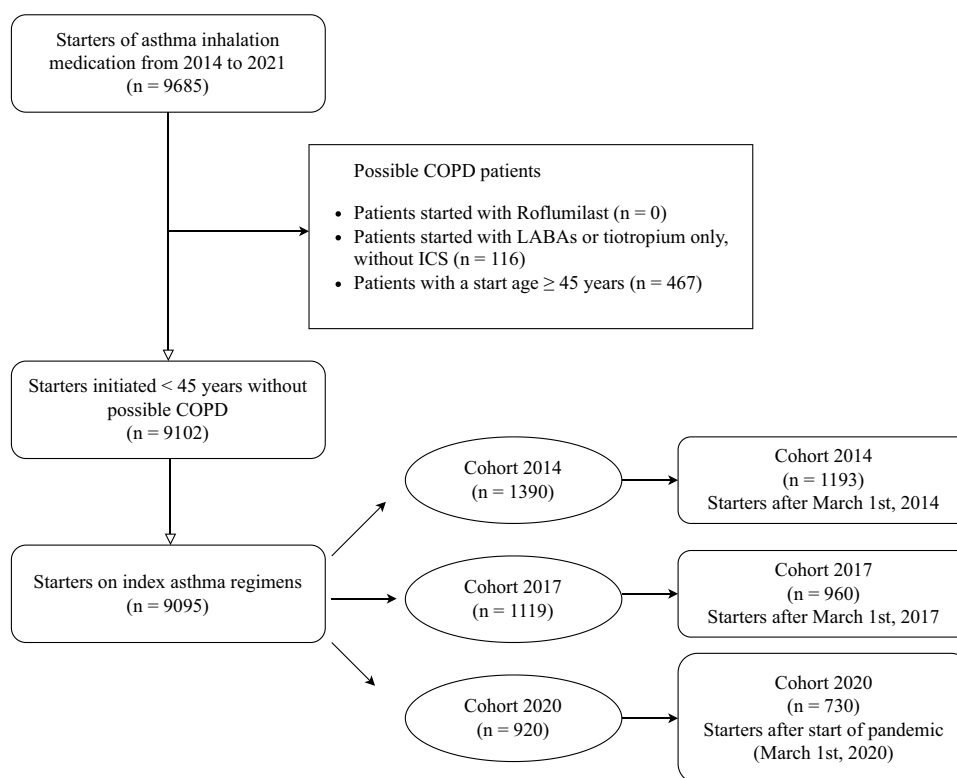 Starters of asthma inhalation
medication from 2014 to 2021
(n = 9685)
Possible COPD patients
• Patients started with Roflumilast (n = 0)
• Patients started with LABAs or tiotropium only,
without ICS (n = 116)
• Patients with a start age ≥ 45 years (n = 467)
Starters initiated < 45 years without
possible COPD
(n = 9102)
Starters on index asthma regimens
(n = 9095)
Cohort 2014
(n = 1390)
Cohort 2014
(n = 1193)
Starters after March 1st, 2014
Cohort 2017
(n = 1119)
Cohort 2017
(n = 960)
Starters after March 1st, 2017
Cohort 2020
(n = 920)
Cohort 2020
(n = 730)
Starters after start of pandemic
(March 1st, 2020)